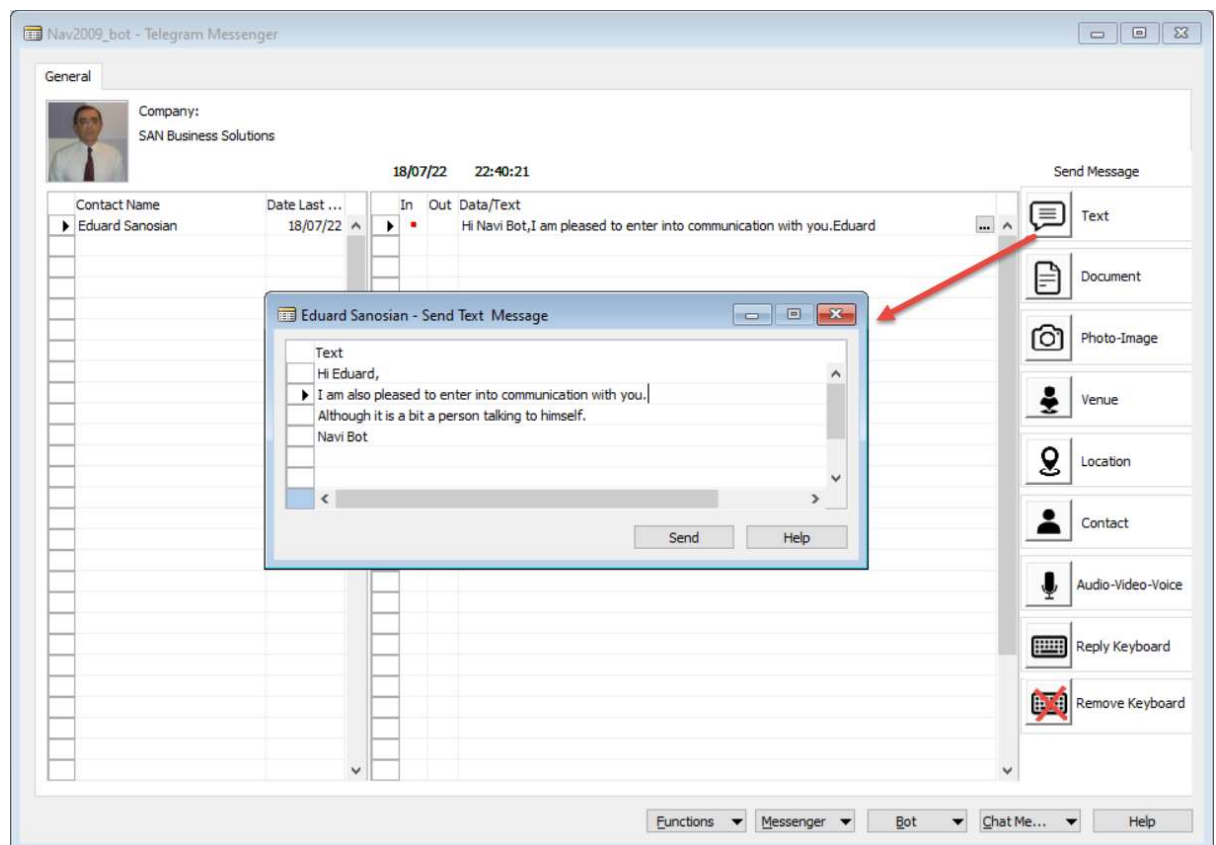 Nav2009_bot - Telegram Messenger
General
Company:
SAN Business Solutions
18/07/22 22:40:21
Send Message
Contact Name Date Last ... In Out Data/Text
Eduard Sanosian 18/07/22 Hi Navi Bot,I am pleased to enter into communication with you.Eduard ...
Text
Document
Photo-Image
Venue
Location
Contact
Audio-Video-Voice
Reply Keyboard
Remove Keyboard
Eduard Sanosian - Send Text Message
Text
Hi Eduard,
I am also pleased to enter into communication with you.
Although it is a bit a person talking to himself.
Navi Bot
Send Help
Functions Messenger Bot Chat Me... Help